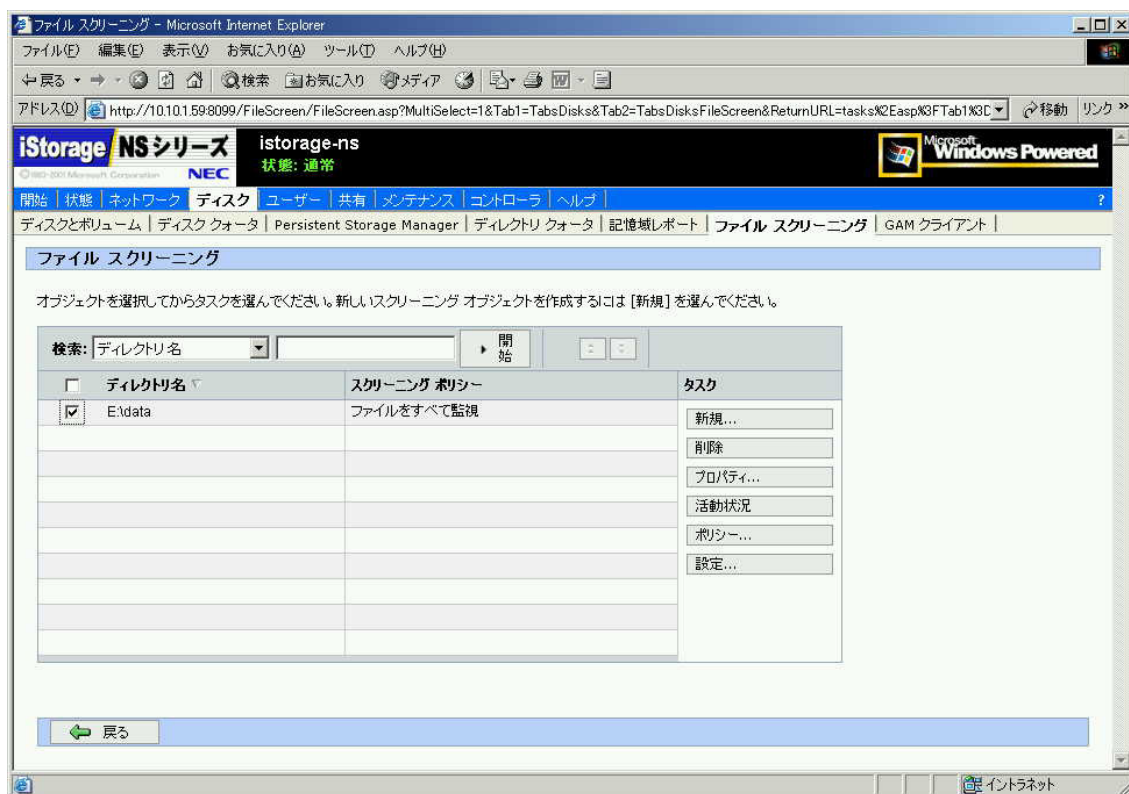 ファイル スクリーニング - Microsoft Internet Explorer
ファイル(F) 編集(E) 表示(V) お気に入り(A) ツール(T) ヘルプ(H)
戻る 検索 お気に入り メディア
アドレス(D) http://10.10.1.59:8099/FileScreen/FileScreen.asp?MultiSelect=1&Tab1=TabsDisks&Tab2=TabsDisksFileScreen&ReturnURL=tasks%2Easp%3FTab1%3D 移動 リンク »
iStorage NSシリーズ istorage-ns
状態: 通常
©1983-2001 Microsoft Corporation NEC
Microsoft Windows Powered
開始 | 状態 | ネットワーク | ディスク | ユーザー | 共有 | メンテナンス | コントローラ | ヘルプ | ?
ディスクとボリューム | ディスク クォータ | Persistent Storage Manager | ディレクトリ クォータ | 記憶域レポート | ファイル スクリーニング | GAM クライアント |
ファイル スクリーニング
オブジェクトを選択してからタスクを選んでください。新しいスクリーニング オブジェクトを作成するには [新規] を選んでください。
検索: ディレクトリ名 開始
ディレクトリ名 スクリーニング ポリシー タスク
E:\data ファイルをすべて監視
新規...
削除
プロパティ...
活動状況
ポリシー...
設定...
戻る
イントラネット